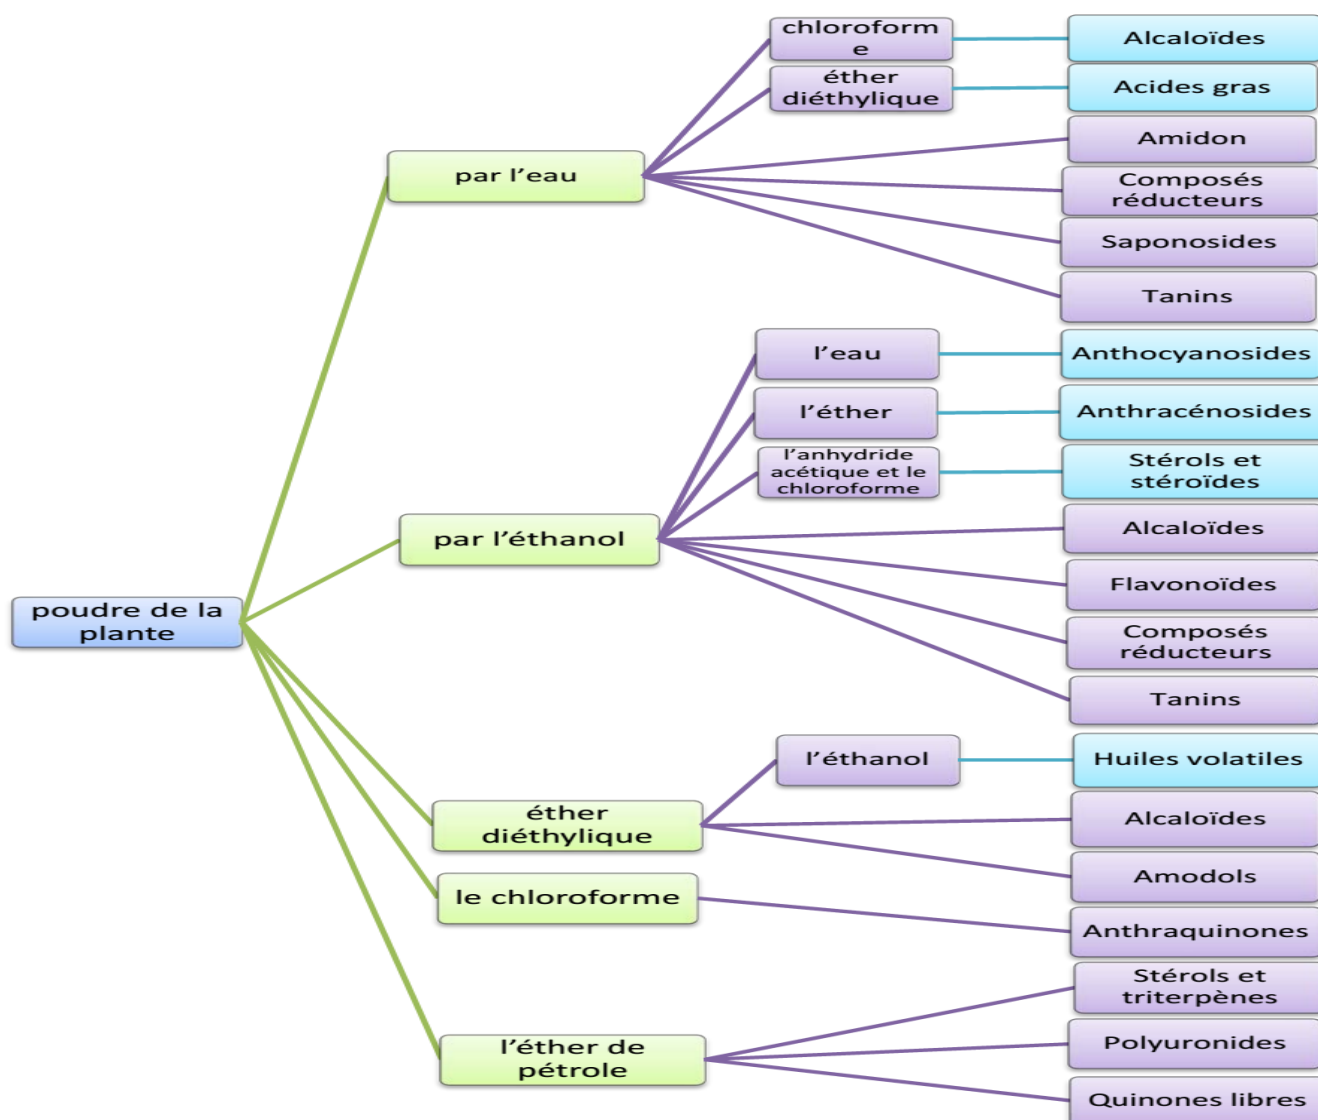 chloroform
e
Alcaloïdes
éther
diéthylique
Acides gras
par l'eau
Amidon
Composés
réducteurs
Saponosides
Tanins
l'eau
Anthocyanosides
l'éther
Anthracénosides
l'anhydride
acétique et le
chloroforme
Stérols et
stéroïdes
par l'éthanol
Alcaloïdes
Flavonoïdes
poudre de la
plante
Composés
réducteurs
Tanins
l'éthanol
Huiles volatiles
éther
diéthylique
Alcaloïdes
Amodols
le chloroforme
Anthraquinones
Stérols et
triterpènes
l'éther de
pétrole
Polyuronides
Quinones libres